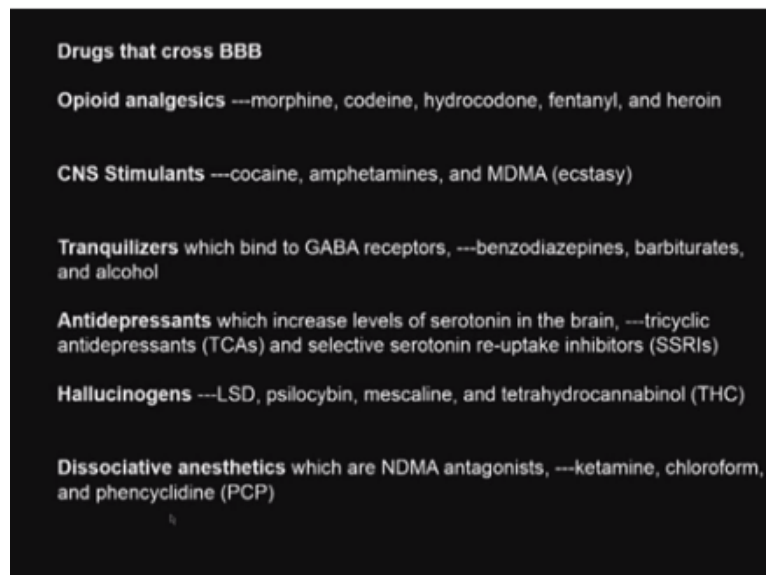 Drugs that cross BBB
Opioid analgesics ---morphine, codeine, hydrocodone, fentanyl, and heroin
CNS Stimulants ---cocaine, amphetamines, and MDMA (ecstasy)
Tranquilizers which bind to GABA receptors, ---benzodiazepines, barbiturates,
and alcohol
Antidepressants which increase levels of serotonin in the brain, ---tricyclic
antidepressants (TCAs) and selective serotonin re-uptake inhibitors (SSRIs)
Hallucinogens ---LSD, psilocybin, mescaline, and tetrahydrocannabinol (THC)
Dissociative anesthetics which are NDMA antagonists, ---ketamine, chloroform,
and phencyclidine (PCP)